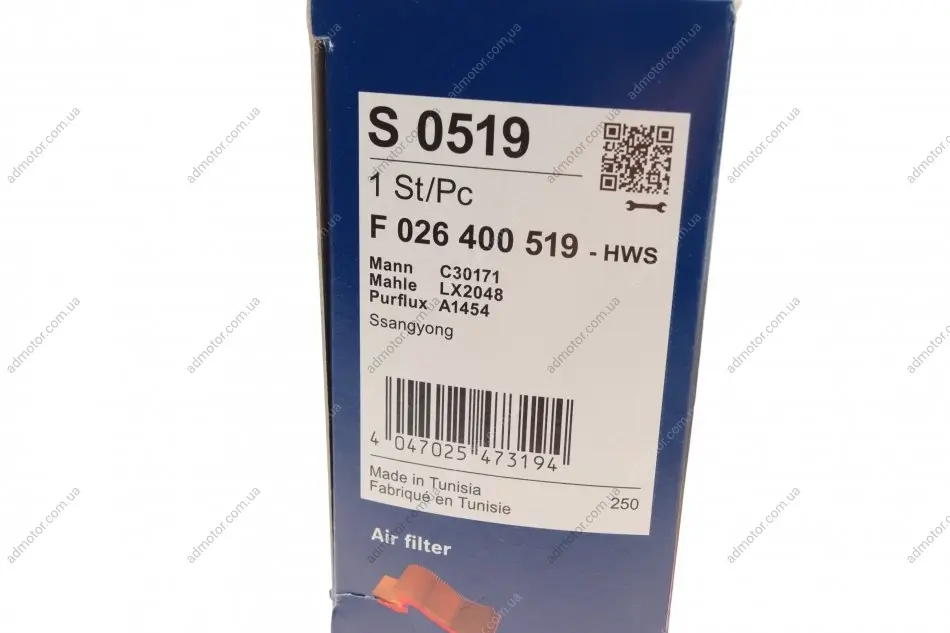 S 0519
1 St/Pc
F 026 400 519 - HWS
Mann C30171
Mahle LX2048
Purflux A1454
Ssangyong
4 047025 473194
Made in Tunisia
Fabriqué en Tunisie
250
Air filter
admotor.com.ua